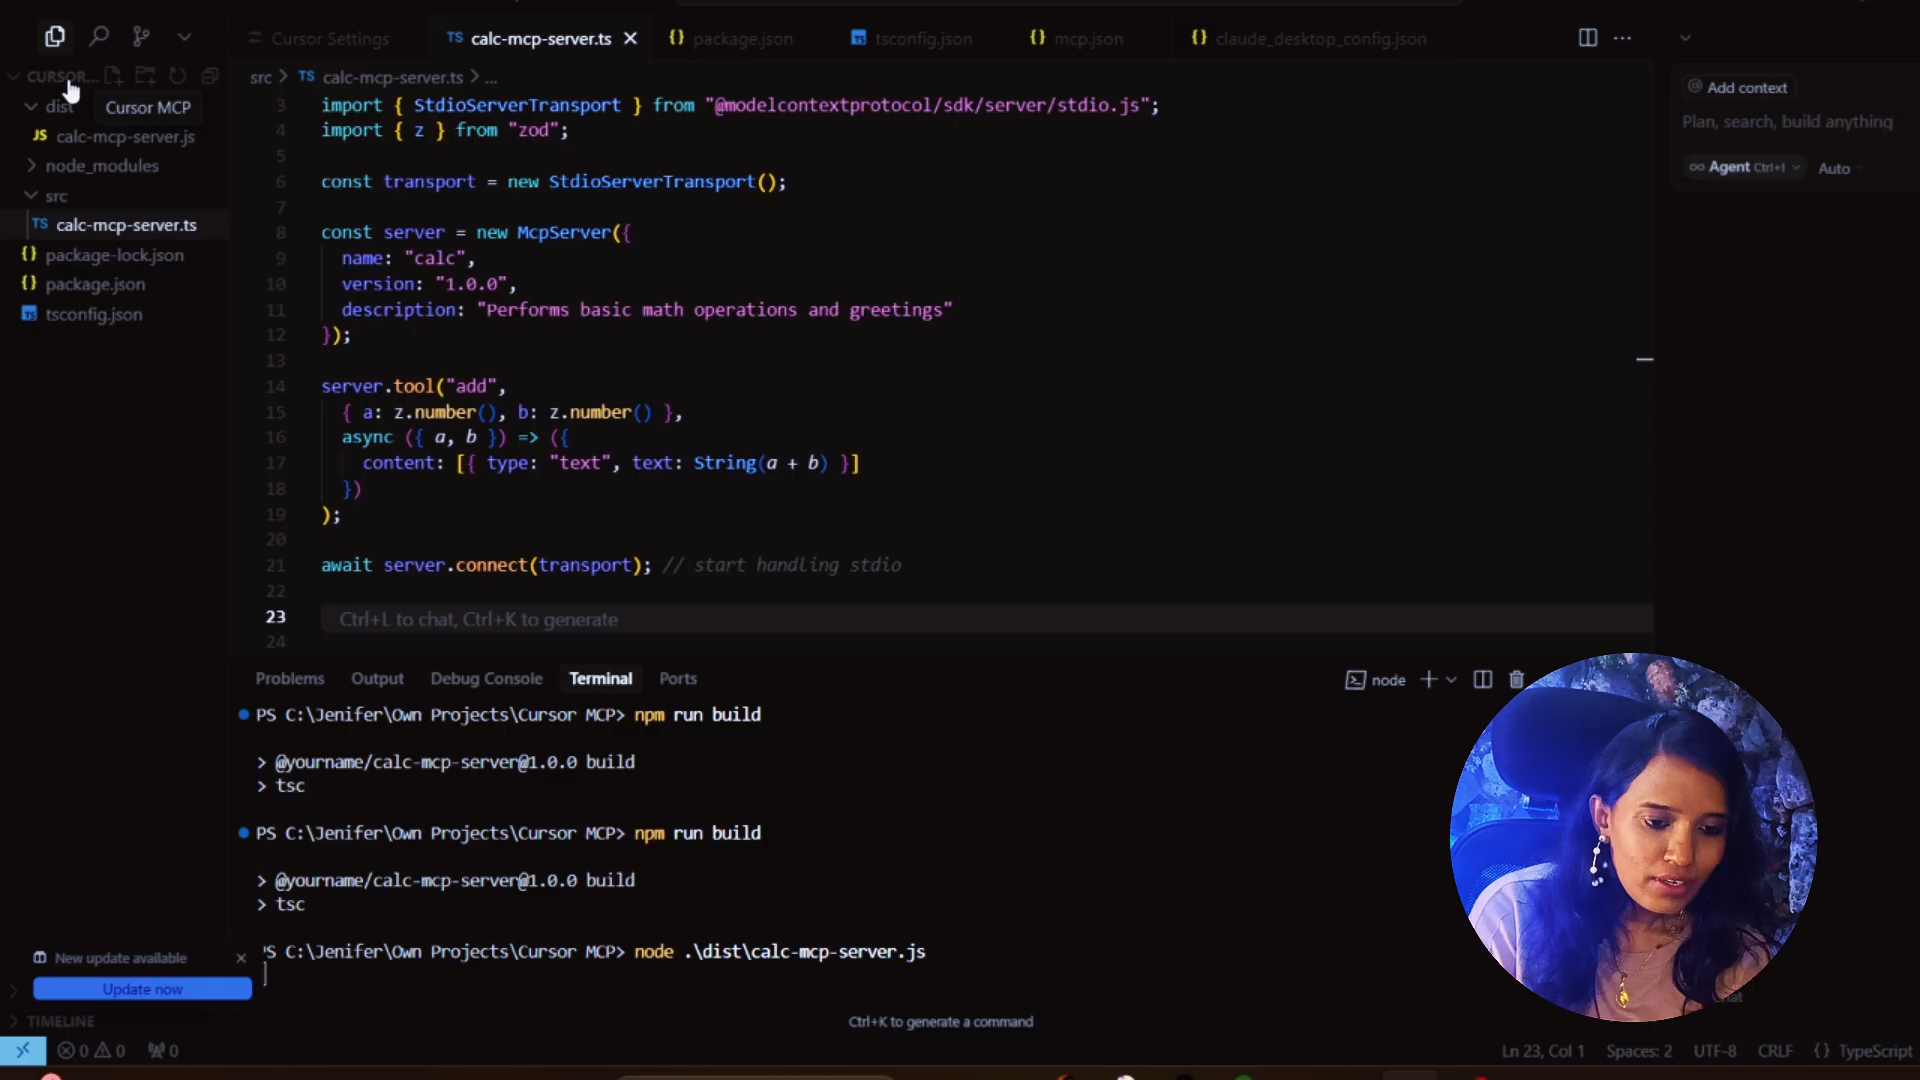 Cursor Settings
TS calc-mcp-server.ts
{} package.json
TS tsconfig.json
{} mcp.json
{} claude_desktop_config.json
CURSOR...
Cursor MCP
dist
JS calc-mcp-server.js
node_modules
src
TS calc-mcp-server.ts
{} package-lock.json
{} package.json
TS tsconfig.json
src > TS calc-mcp-server.ts > ...
3 import { StdioServerTransport } from "@modelcontextprotocol/sdk/server/stdio.js";
4 import { z } from "zod";
5
6 const transport = new StdioServerTransport();
7
8 const server = new McpServer({
9 name: "calc",
10 version: "1.0.0",
11 description: "Performs basic math operations and greetings"
12 });
13
14 server.tool("add",
15 { a: z.number(), b: z.number() },
16 async ({ a, b }) => ({
17 content: [{ type: "text", text: String(a + b) }]
18 })
19 );
20
21 await server.connect(transport); // start handling stdio
22
23 Ctrl+L to chat, Ctrl+K to generate
24
@ Add context
Plan, search, build anything
∞ Agent Ctrl+I
Auto
Problems Output Debug Console Terminal Ports
node
PS C:\Jenifer\Own Projects\Cursor MCP> npm run build
> @yourname/calc-mcp-server@1.0.0 build
> tsc
PS C:\Jenifer\Own Projects\Cursor MCP> npm run build
> @yourname/calc-mcp-server@1.0.0 build
> tsc
PS C:\Jenifer\Own Projects\Cursor MCP> node .\dist\calc-mcp-server.js
New update available
Update now
TIMELINE
Ctrl+K to generate a command
0 0 0
Ln 23, Col 1 Spaces: 2 UTF-8 CRLF {} TypeScript